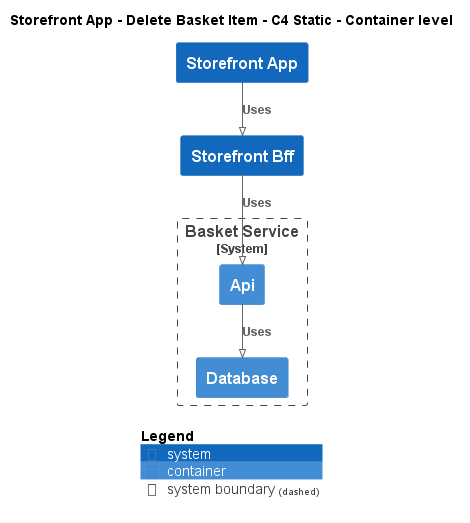 Storefront App - Delete Basket Item - C4 Static - Container level
Storefront App
Uses
Storefront Bff
Uses
Basket Service
[System]
Api
Uses
Database
Legend
system
container
system boundary (dashed)